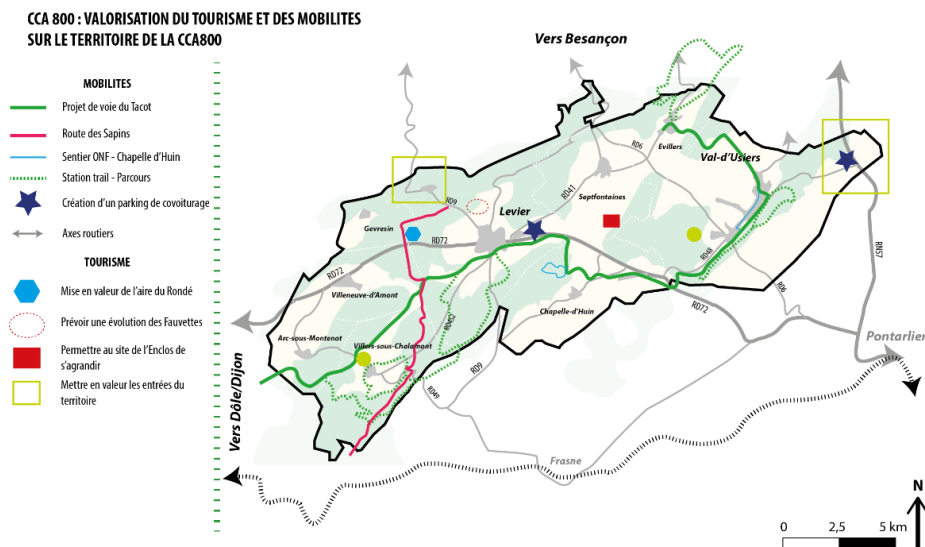 CCA 800 : VALORISATION DU TOURISME ET DES MOBILITES
SUR LE TERRITOIRE DE LA CCA800
MOBILITES
Projet de voie du Tacot
Route des Sapins
Sentier ONF - Chapelle d'Huin
Station trail - Parcours
Création d'un parking de covoiturage
Axes routiers
TOURISME
Mise en valeur de l'aire du Rondé
Prévoir une évolution des Fauvettes
Permettre au site de l'Enclos de
s'agrandir
Mettre en valeur les entrées du
territoire
Vers Besançon
Evillers
RD6
Val-d'Usiers
RD41
Septfontaines
RD9
Levier
Gevresin
RD72
RD72
RD48
RN57
RD6
Villeneuve-d'Amont
Chapelle-d'Huin
RD72
RD452
Arc-sous-Montenot
Villers-sous-Chalamont
Pontarlier
RD9
RD49
Vers Dôle/Dijon
Frasne
N
0 2,5 5 km